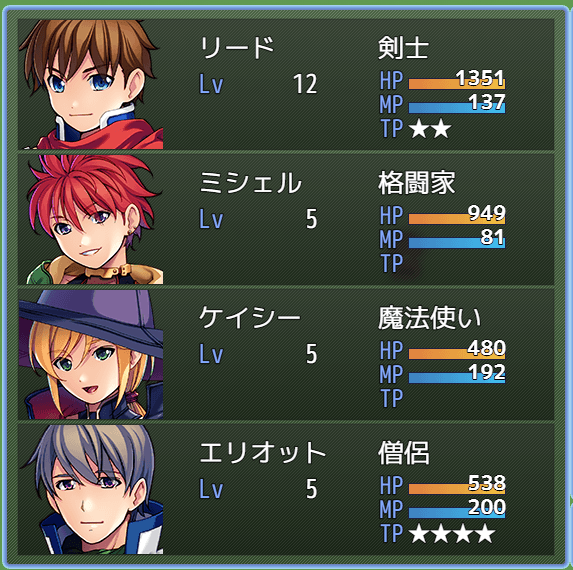 リード 剣士
Lv 12 HP 1351
MP 137
TP ★★
ミシェル 格闘家
Lv 5 HP 949
MP 81
TP
ケイシー 魔法使い
Lv 5 HP 480
MP 192
TP
エリオット 僧侶
Lv 5 HP 538
MP 200
TP ★★★★